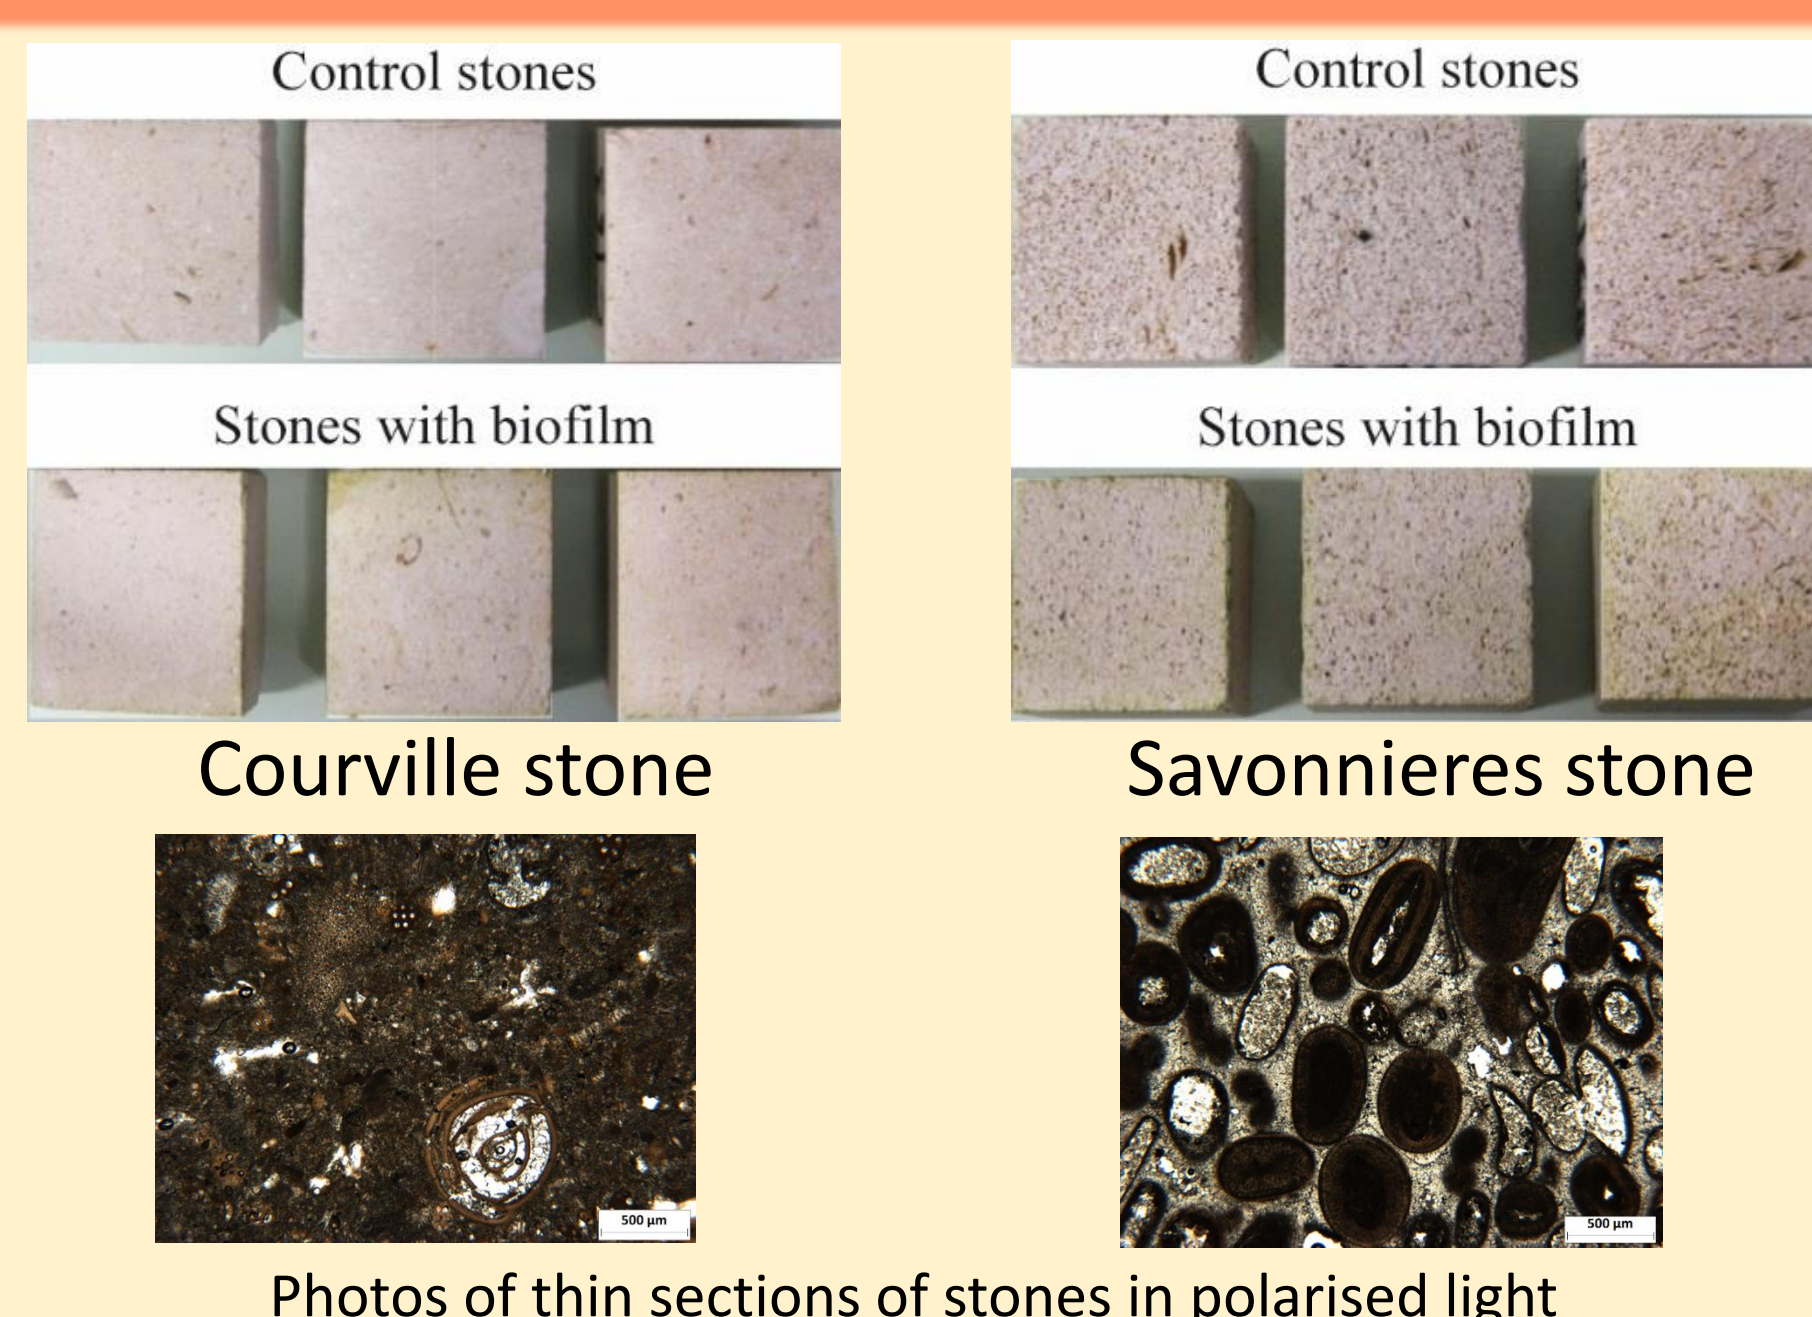 Control stones
Stones with biofilm
Courville stone
500 µm
Control stones
Stones with biofilm
Savonnieres stone
500 µm
Photos of thin sections of stones in polarised light